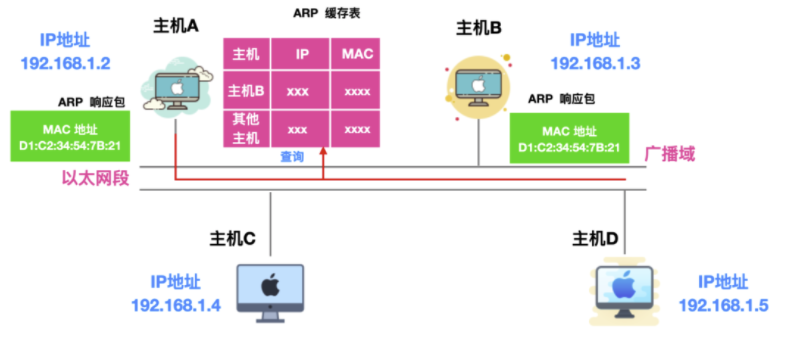 ARP 缓存表
主机A
主机B
IP地址
192.168.1.2
IP地址
192.168.1.3
主机 IP MAC
主机B xxx xxxx
其他
主机 xxx xxxx
ARP 响应包
MAC 地址
D1:C2:34:54:7B:21
ARP 响应包
MAC 地址
D1:C2:34:54:7B:21
查询
广播域
以太网段
主机C
主机D
IP地址
192.168.1.4
IP地址
192.168.1.5